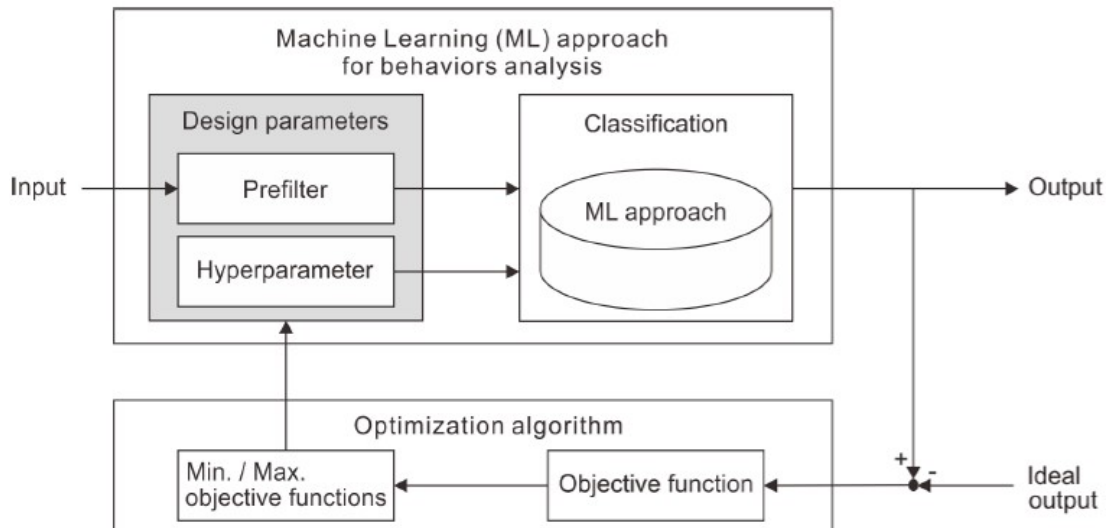 Machine Learning (ML) approach
for behaviors analysis
Design parameters
Classification
Input
Prefilter
ML approach
Output
Hyperparameter
Optimization algorithm
Min. / Max.
objective functions
Objective function
+
-
Ideal
output